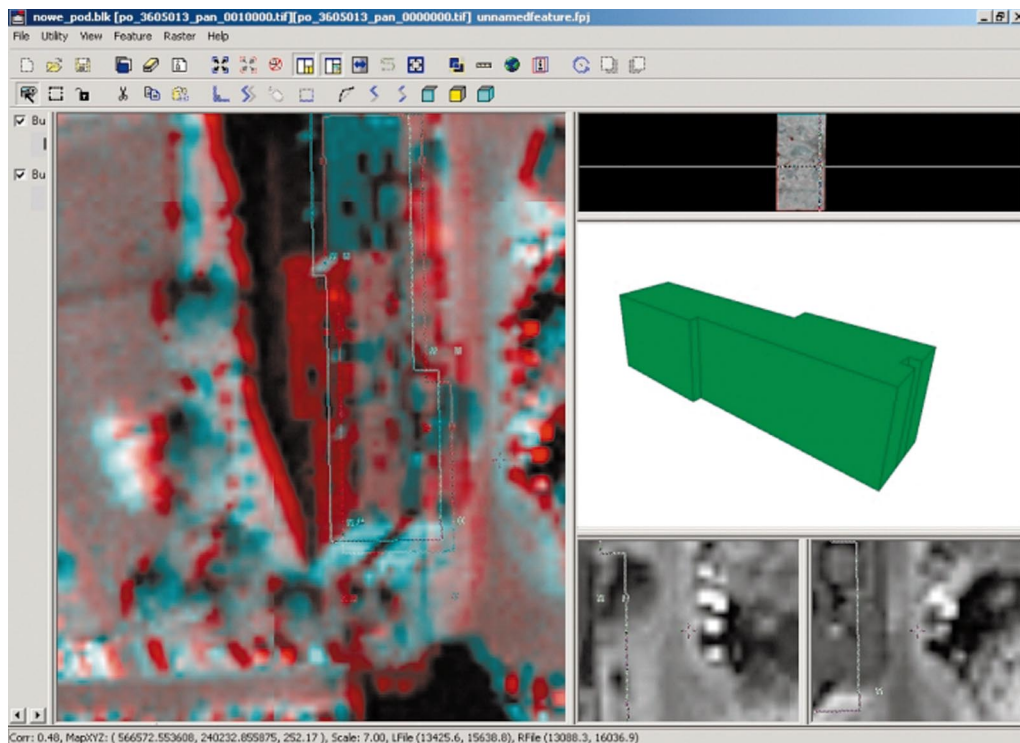 nowe_pod.blk [po_3605013_pan_0010000.tif][po_3605013_pan_0000000.tif] unnamedfeature.fpj
File Utility View Feature Raster Help
Bu
Bu
Corr: 0.48, MapXYZ: ( 566572.553608, 240232.855875, 252.17 ), Scale: 7.00, LFile (13425.6, 15638.8), RFile (13088.3, 16036.9)